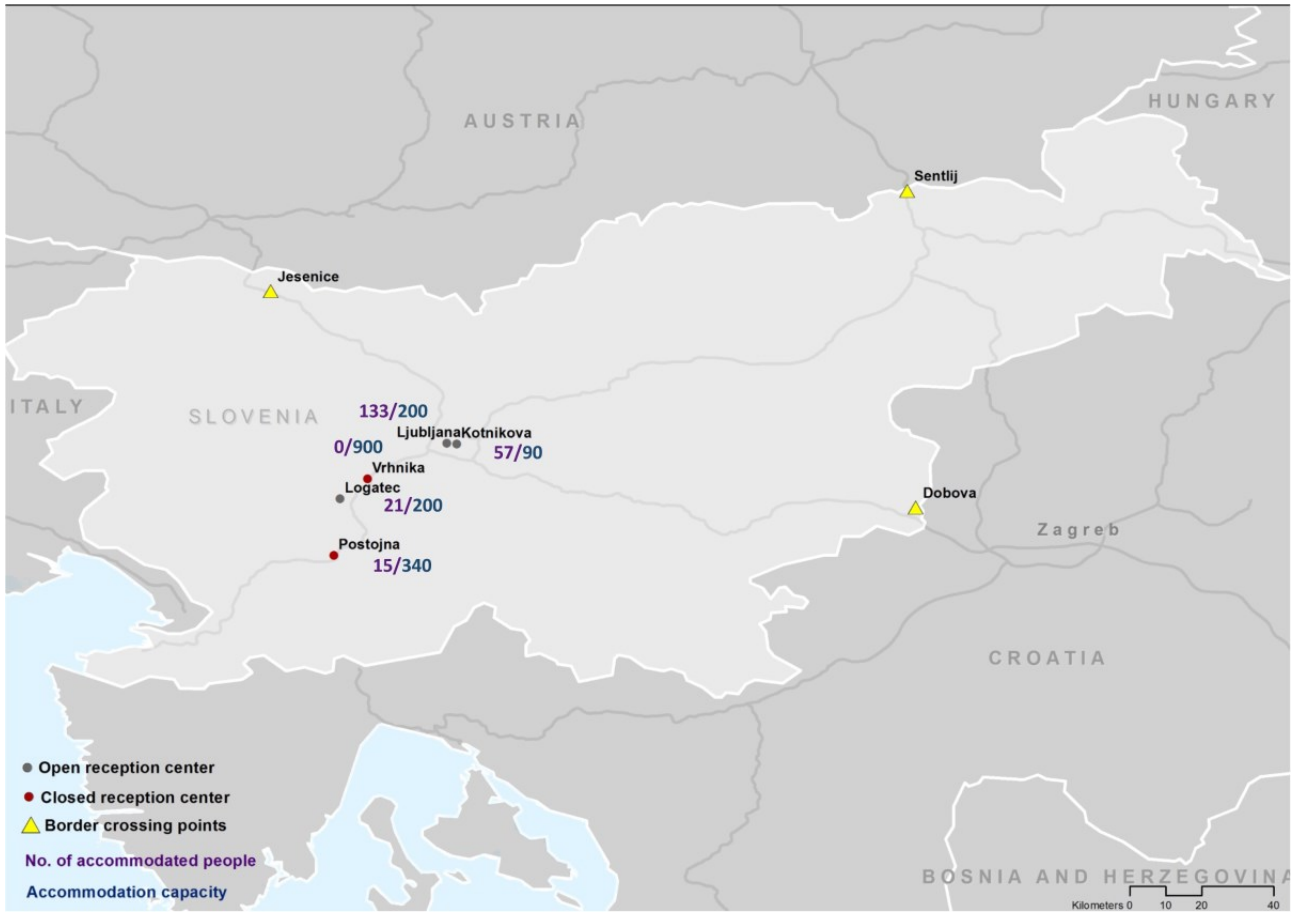 HUNGARY
AUSTRIA
Sentlij
Jesenice
ITALY
SLOVENIA
133/200
LjubljanaKotnikova
0/900
57/90
Vrhnika
Logatec
21/200
Dobova
Zagreb
Postojna
15/340
CROATIA
Open reception center
Closed reception center
Border crossing points
No. of accommodated people
Accommodation capacity
BOSNIA AND HERZEGOVINA
Kilometers 0 10 20 40